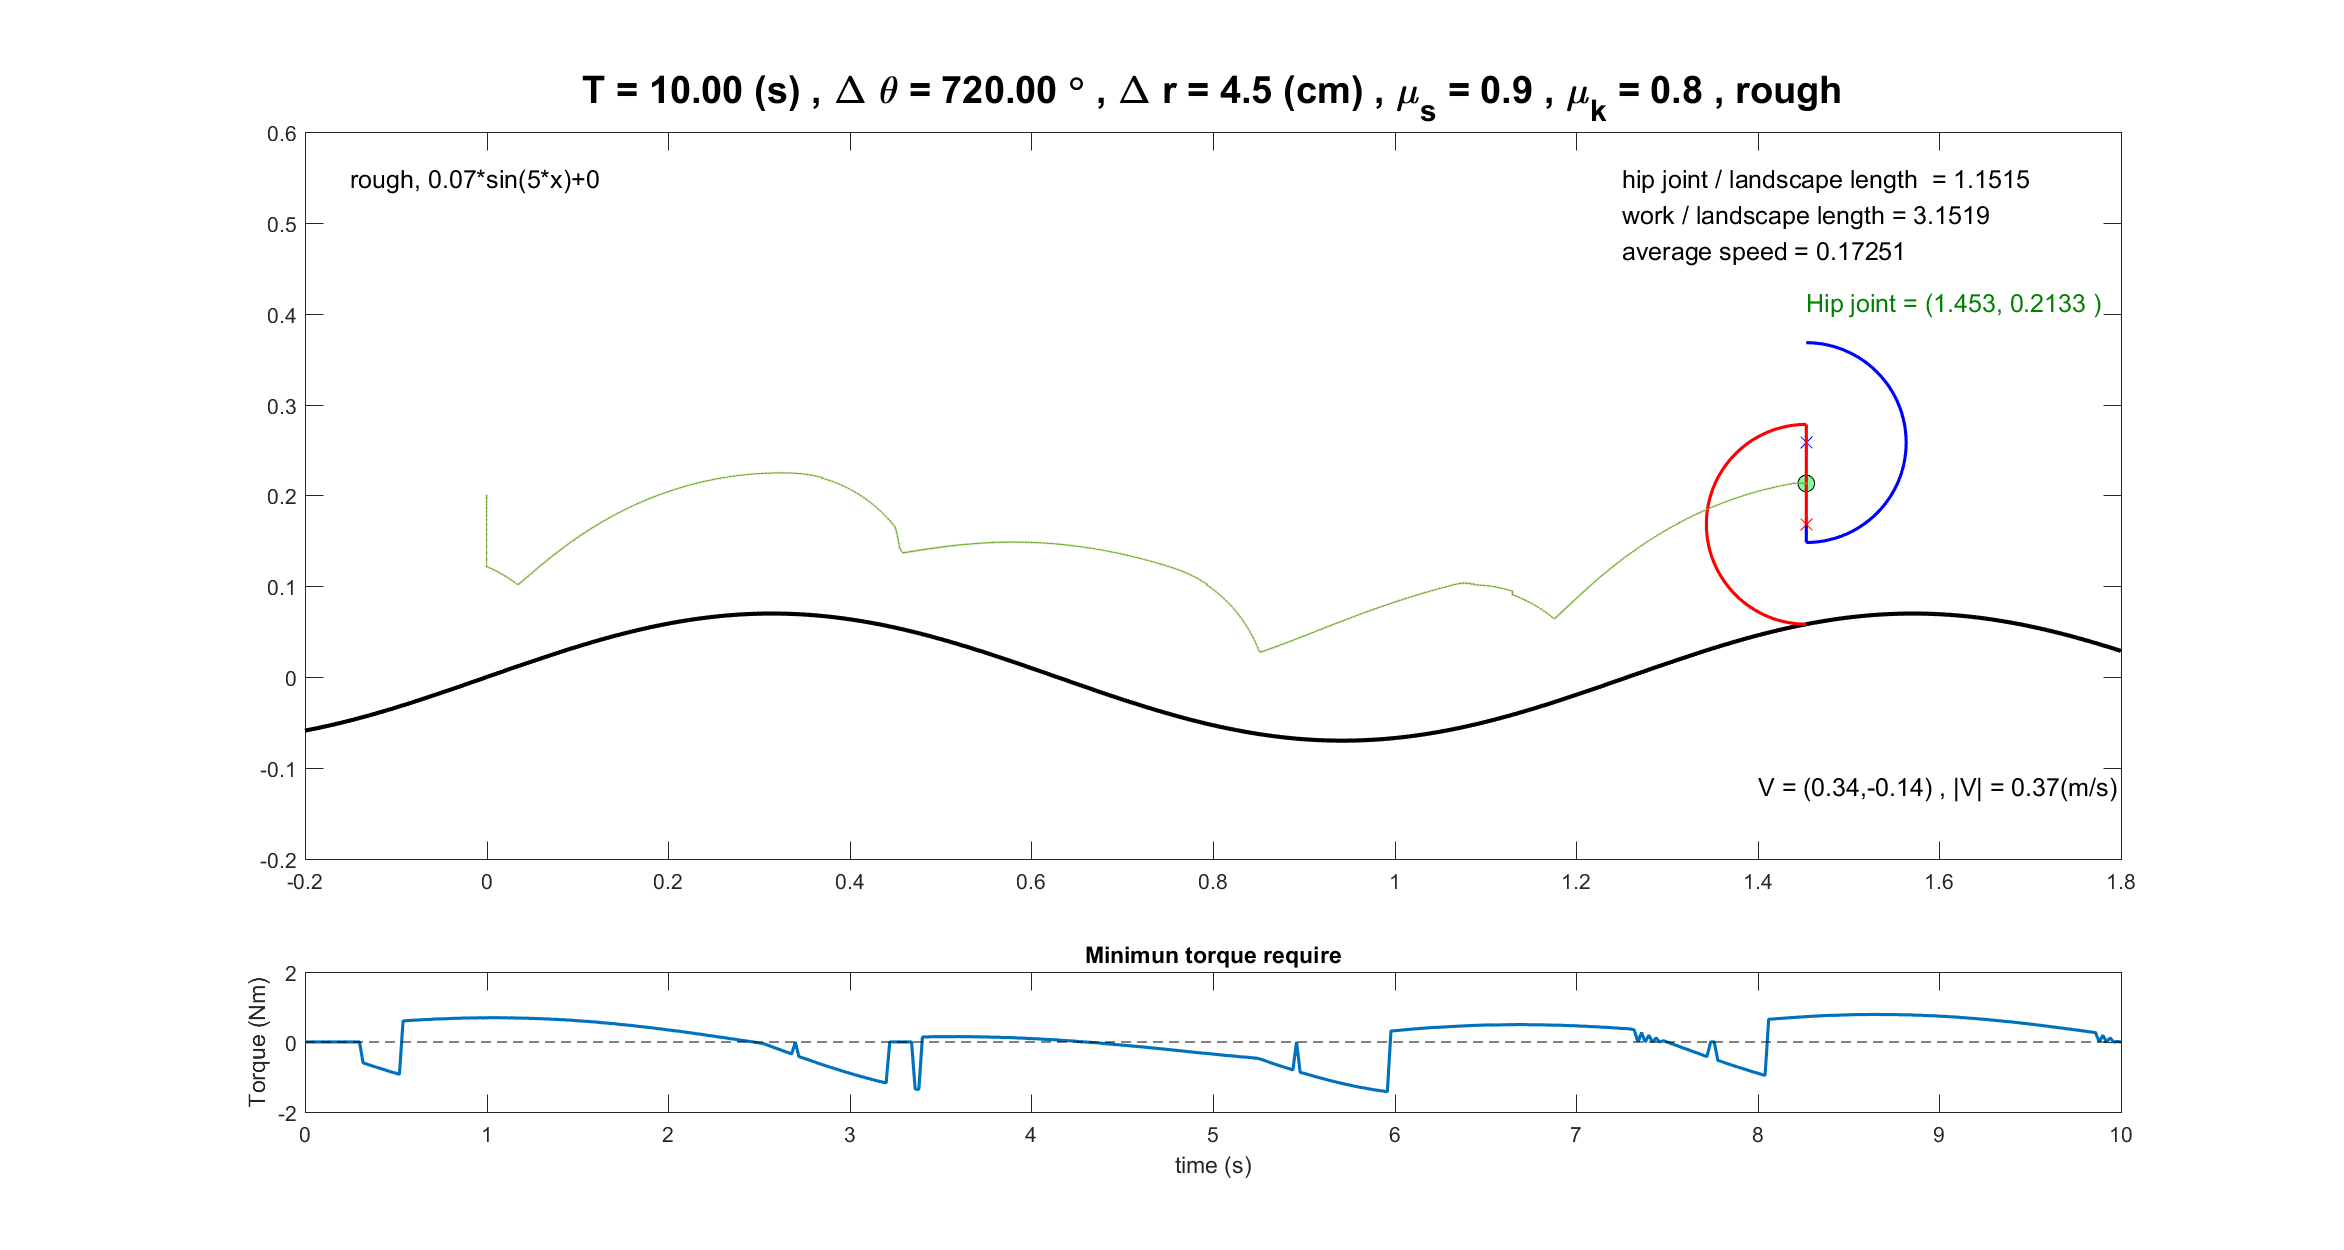 T = 10.00 (s) , Δ θ = 720.00 ° , Δ r = 4.5 (cm) , μs = 0.9 , μk = 0.8 , rough
0.6
rough, 0.07*sin(5*x)+0
hip joint / landscape length = 1.1515
work / landscape length = 3.1519
average speed = 0.17251
0.5
Hip joint = (1.453, 0.2133 )
0.4
0.3
0.2
0.1
0
-0.1
V = (0.34,-0.14) , |V| = 0.37(m/s)
-0.2
-0.2 0 0.2 0.4 0.6 0.8 1 1.2 1.4 1.6 1.8
Minimun torque require
Torque (Nm)
2
0
-2
0 1 2 3 4 5 6 7 8 9 10
time (s)